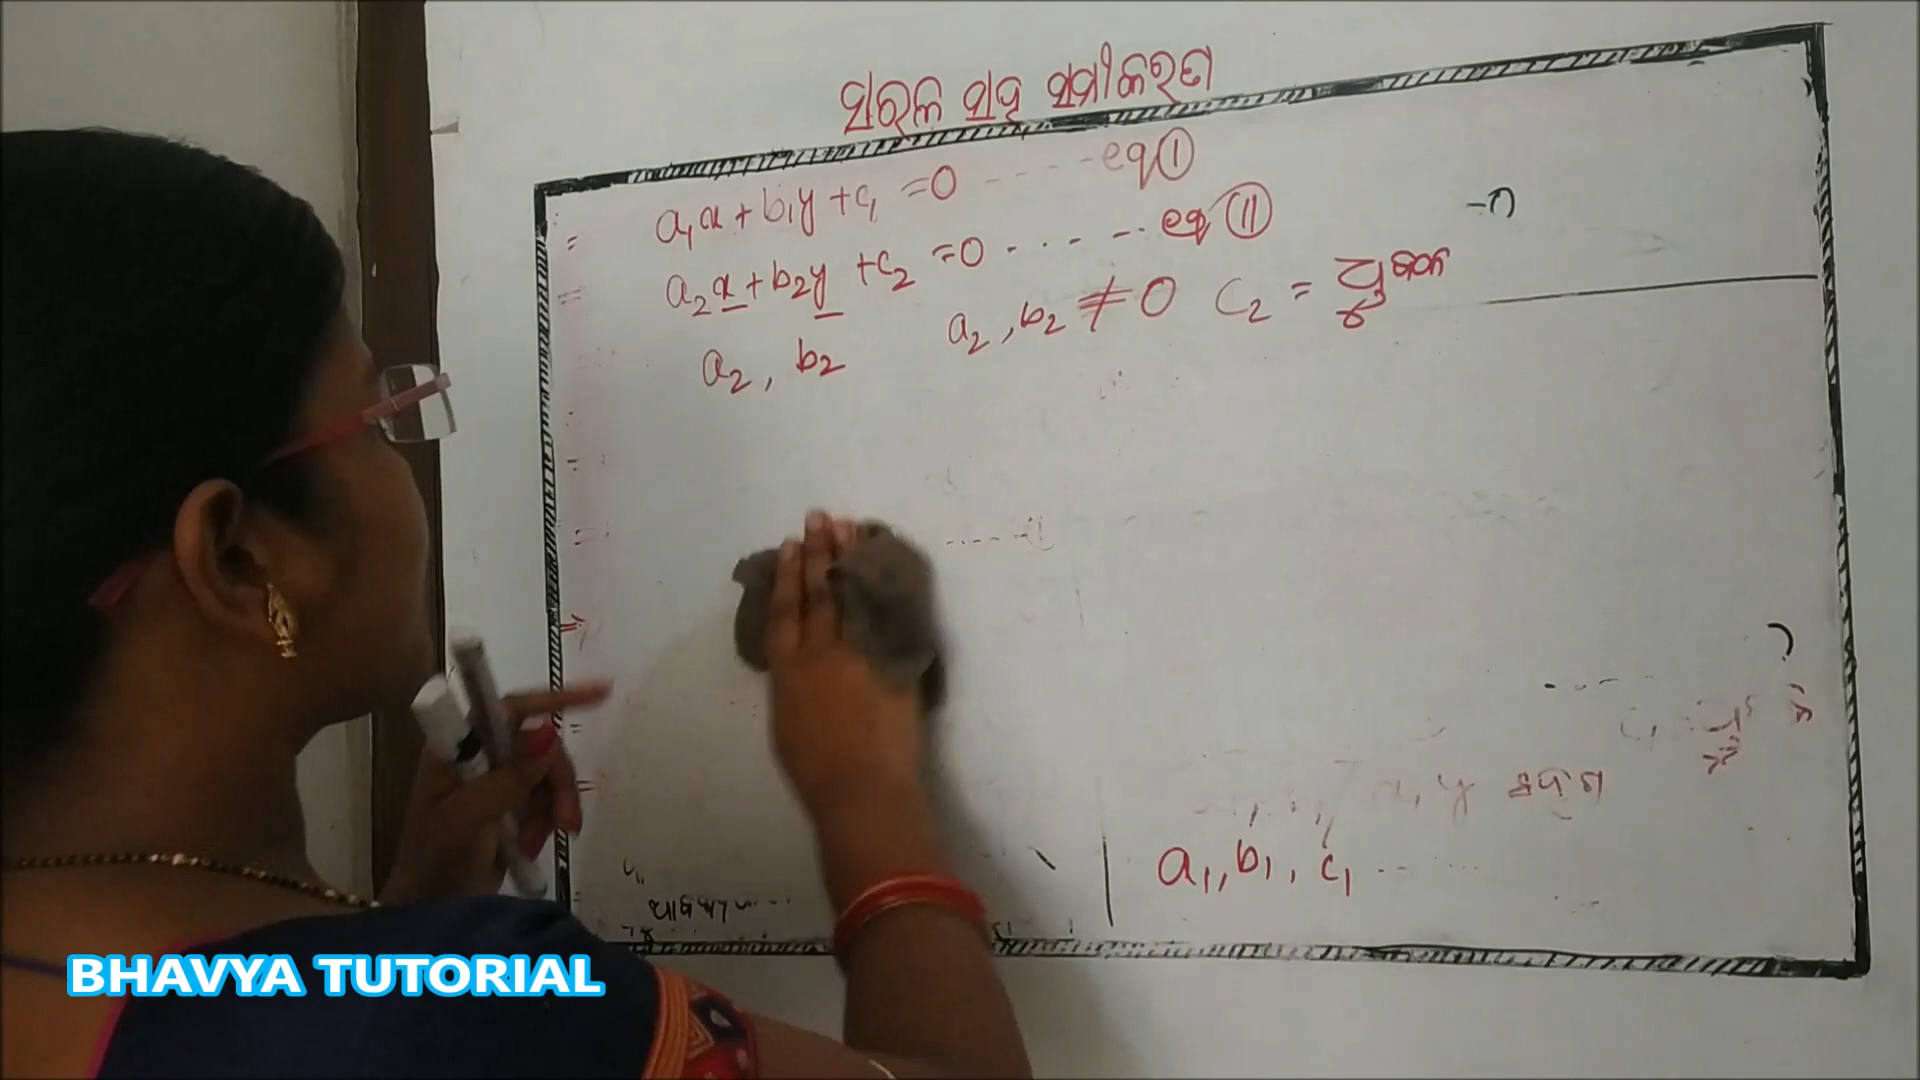 ସରଳ ସହ ସମୀକରଣ
a₁x + b₁y + c₁ = 0 ----- eq ①
a₂x + b₂y + c₂ = 0 ------ eq ⑪
a₂, b₂ a₂, b₂ ≠ 0 C₂ =
x, y
a₁, b₁, c₁ ---
BHAVYA TUTORIAL